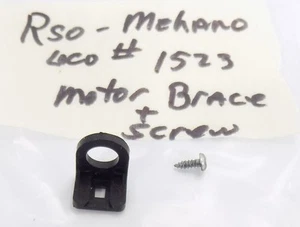 RSO - MEHANO
LOCO # 1523
MOTOR BRACE
+
SCREW